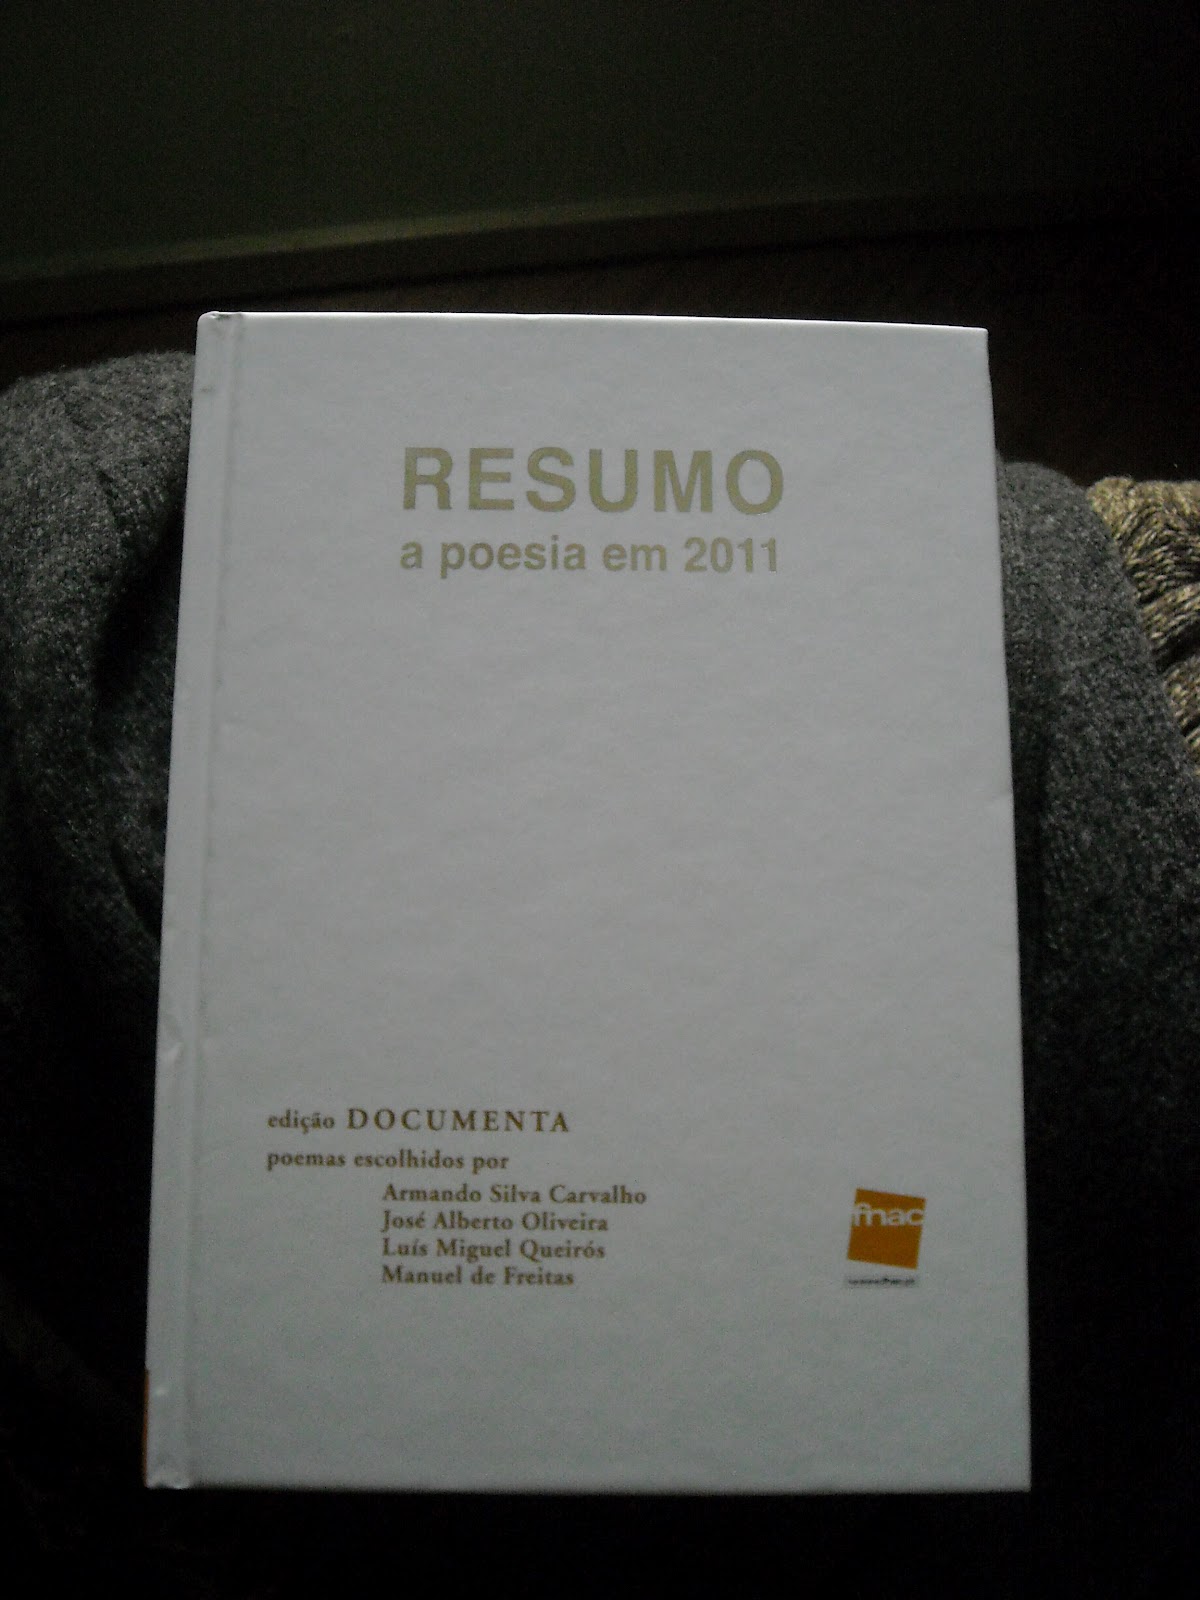 RESUMO
a poesia em 2011
edição DOCUMENTA
poemas escolhidos por
Armando Silva Carvalho
José Alberto Oliveira
Luís Miguel Queirós
Manuel de Freitas
fnac